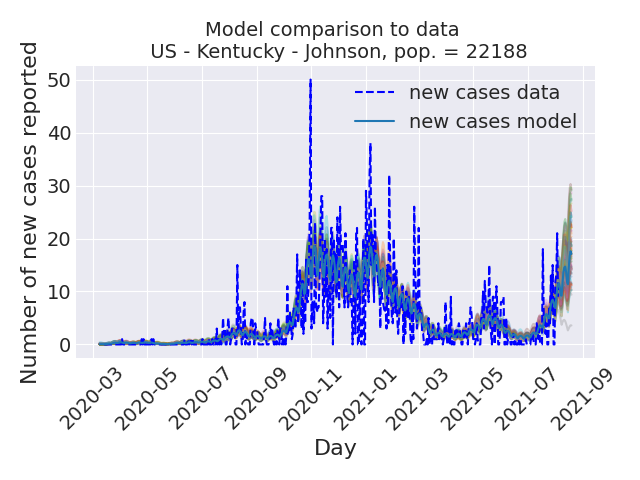 Model comparison to data
US - Kentucky - Johnson, pop. = 22188
Number of new cases reported
50
40
30
20
10
0
new cases data
new cases model
2020-03
2020-05
2020-07
2020-09
2020-11
2021-01
2021-03
2021-05
2021-07
2021-09
Day